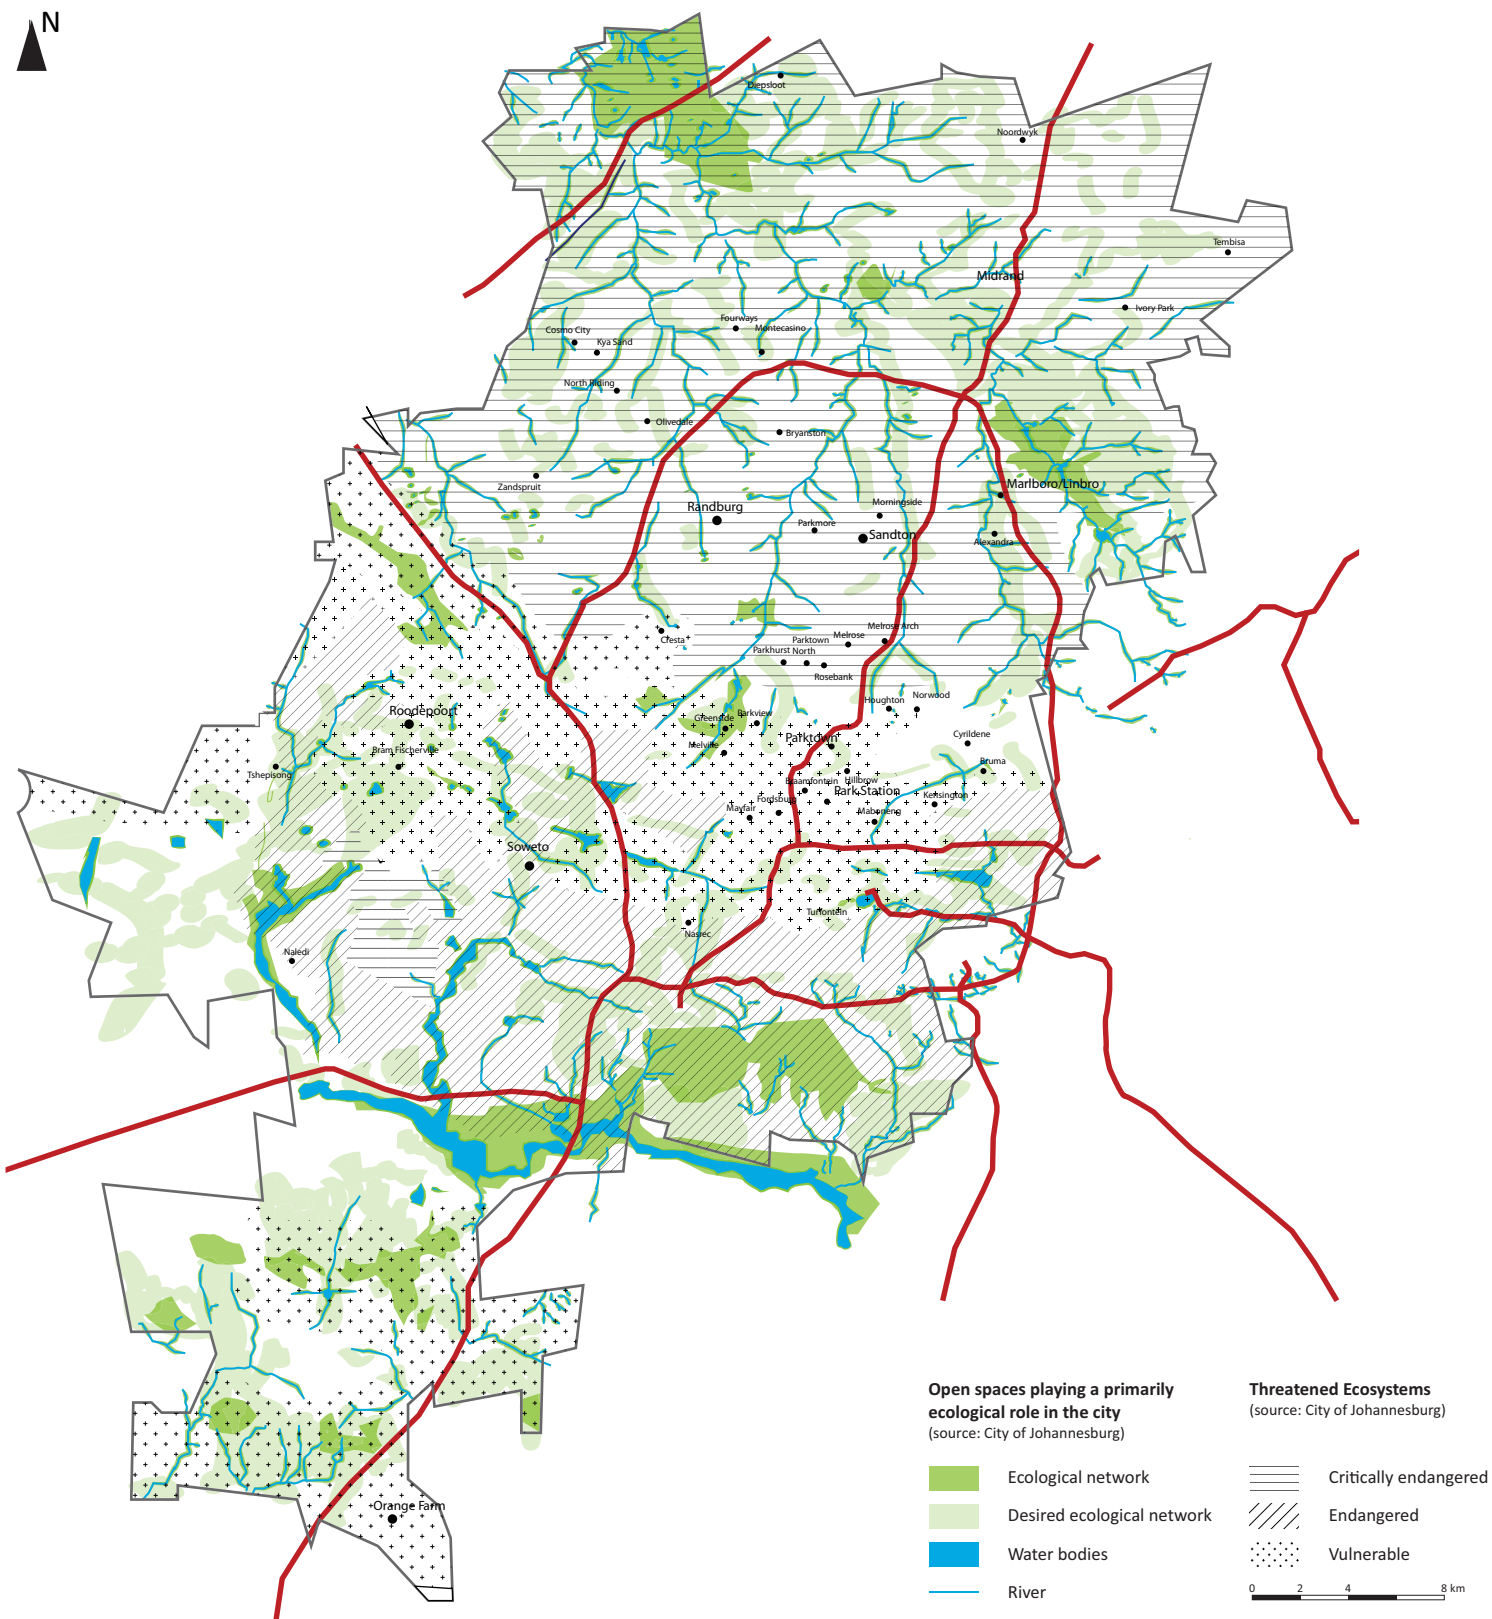 N
Diepsloot
Noordwyk
Tembisa
Midrand
Ivory Park
Fourways
Montecasino
Cosmo City
Kya Sand
North Riding
Olivedale
Bryanston
Zandspruit
Marlboro/Linbro
Randburg
Morningside
Parkmore
Sandton
Alexandra
Cresta
Melrose Arch
Melrose
Parktown
North
Parkhurst
Rosebank
Houghton
Norwood
Roodepoort
Greenside
Parkview
Bram Fischerville
Melville
Parktown
Cyrildene
Tshepisong
Bruma
Braamfontein
Hillbrow
Park Station
Kensington
Fordsburg
Mayfair
Maboneng
Soweto
Turfontein
Nasrec
Naledi
Orange Farm
Open spaces playing a primarily
ecological role in the city
(source: City of Johannesburg)
Ecological network
Desired ecological network
Water bodies
River
Threatened Ecosystems
(source: City of Johannesburg)
Critically endangered
Endangered
Vulnerable
0 2 4 8 km